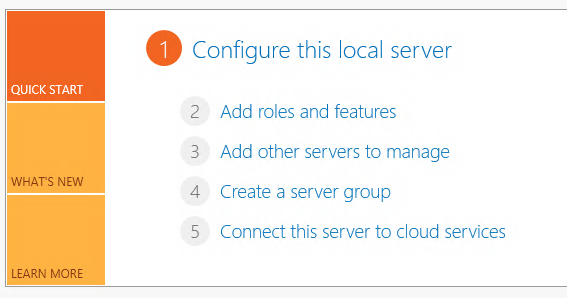 QUICK START
1 Configure this local server
2 Add roles and features
3 Add other servers to manage
WHAT'S NEW
4 Create a server group
5 Connect this server to cloud services
LEARN MORE